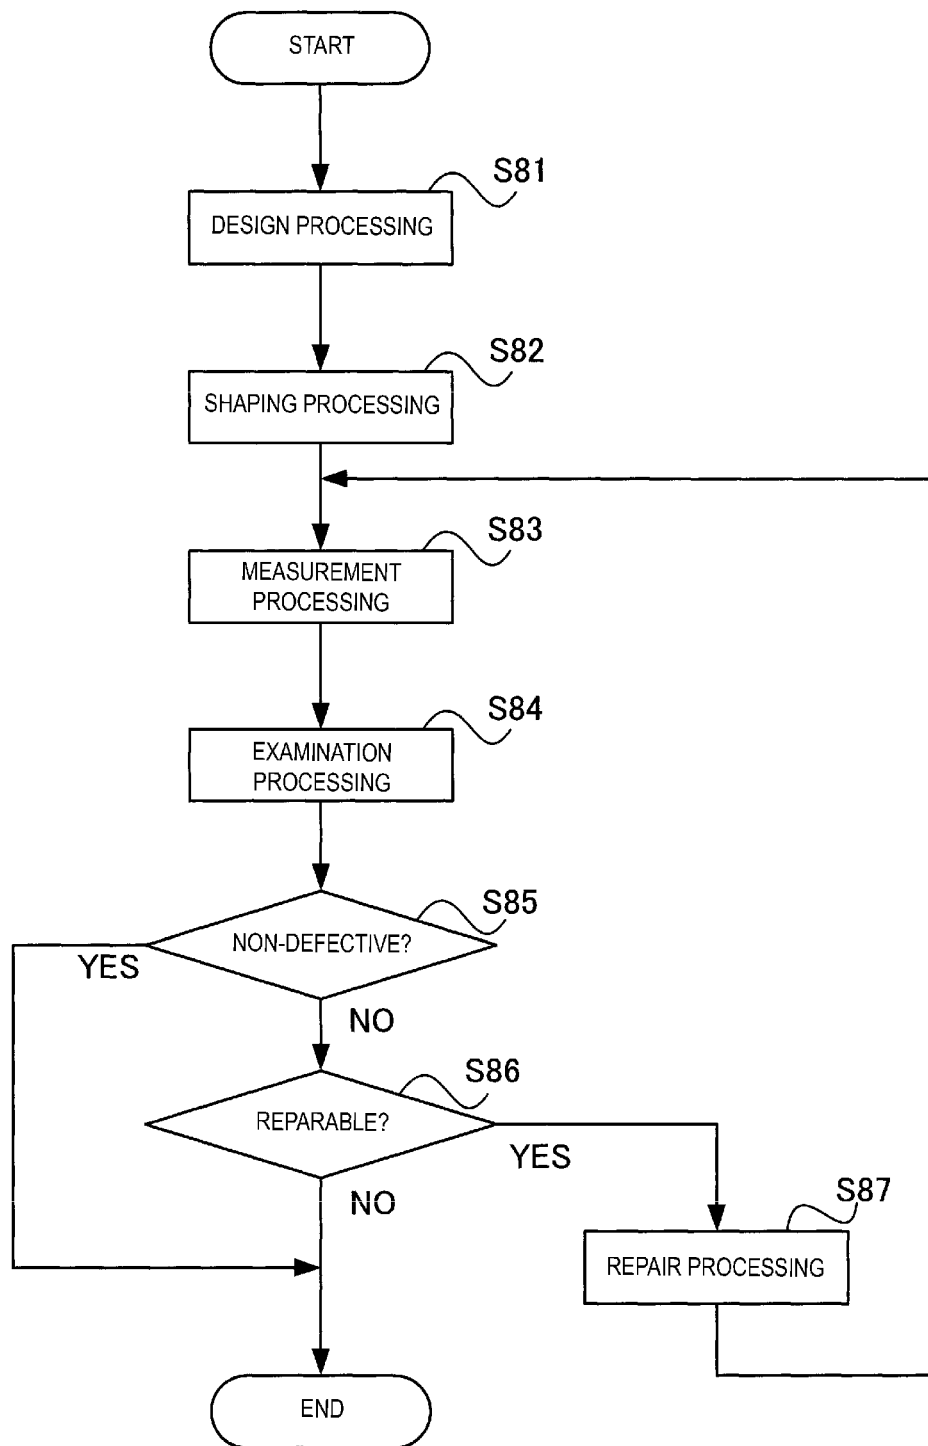 START
S81
DESIGN PROCESSING
S82
SHAPING PROCESSING
S83
MEASUREMENT
PROCESSING
S84
EXAMINATION
PROCESSING
S85
NON-DEFECTIVE?
YES
NO
S86
REPARABLE?
YES
NO
S87
REPAIR PROCESSING
END